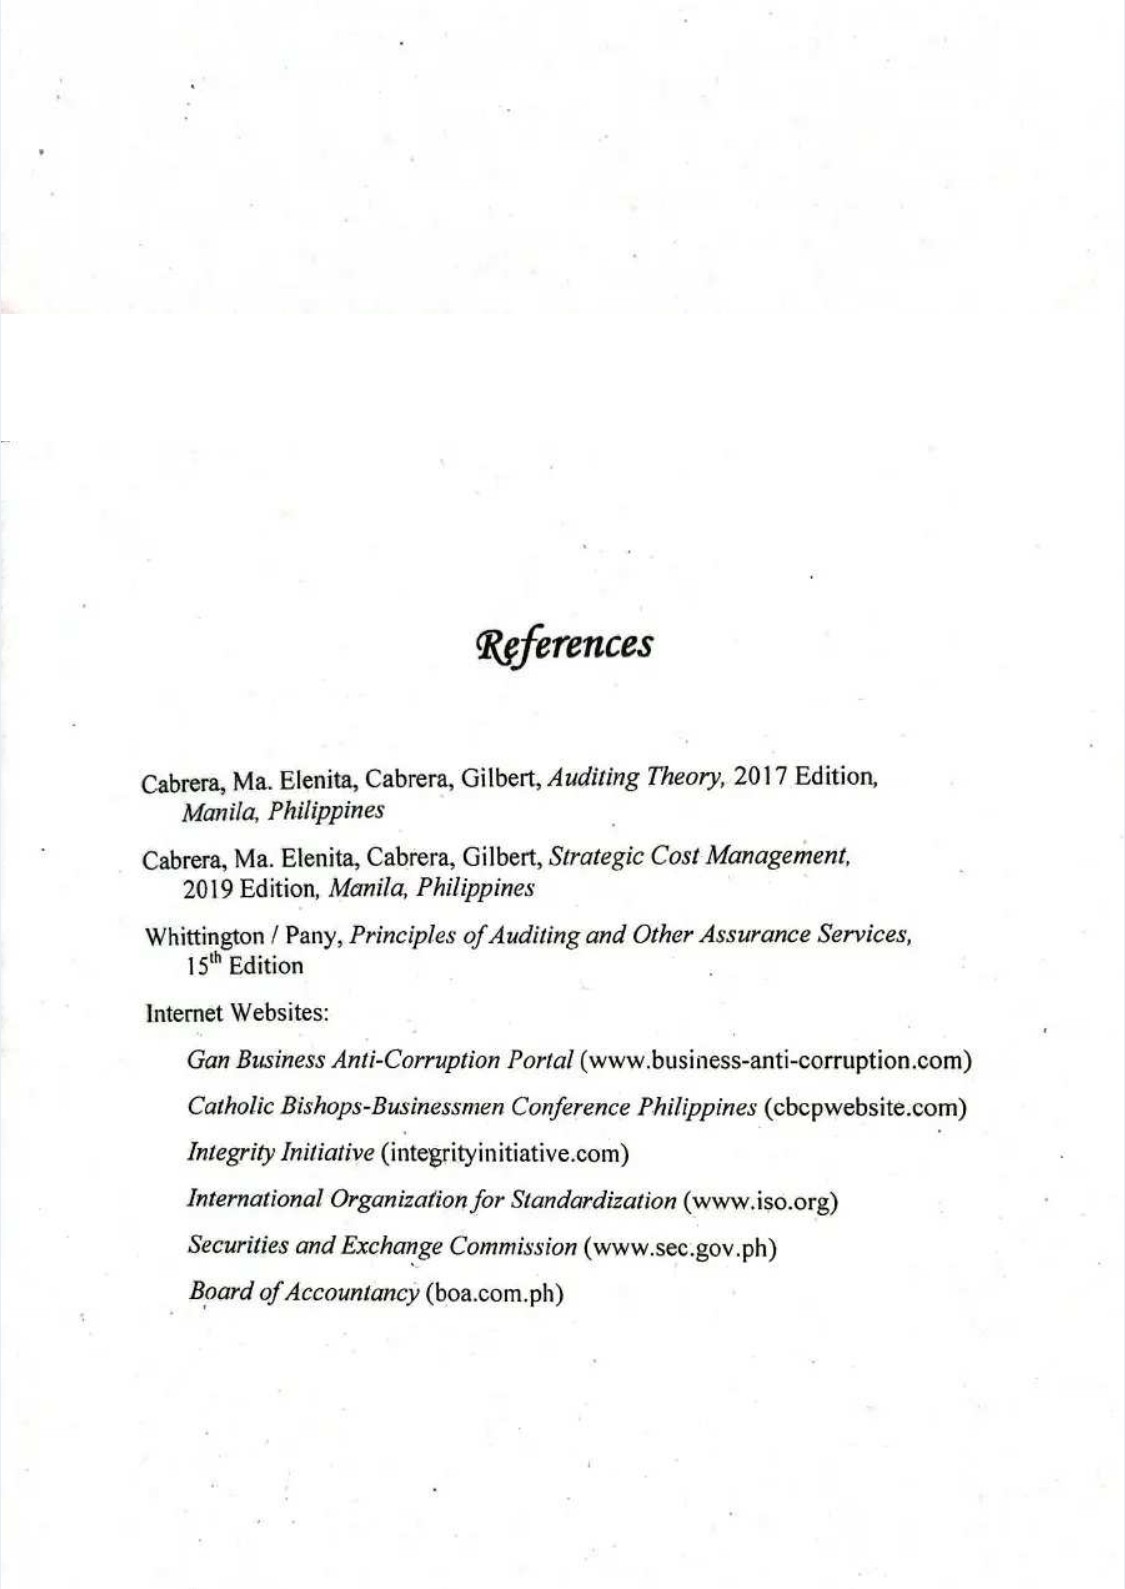 References
Cabrera, Ma. Elenita, Cabrera, Gilbert, Auditing Theory, 2017 Edition,
Manila, Philippines
Cabrera, Ma. Elenita, Cabrera, Gilbert, Strategic Cost Management,
2019 Edition, Manila, Philippines
Whittington / Pany, Principles of Auditing and Other Assurance Services,
15th Edition
Internet Websites:
Gan Business Anti-Corruption Portal (www.business-anti-corruption.com)
Catholic Bishops-Businessmen Conference Philippines (cbcpwebsite.com)
Integrity Initiative (integrityinitiative.com)
International Organization for Standardization (www.iso.org)
Securities and Exchange Commission (www.sec.gov.ph)
Board of Accountancy (boa.com.ph)